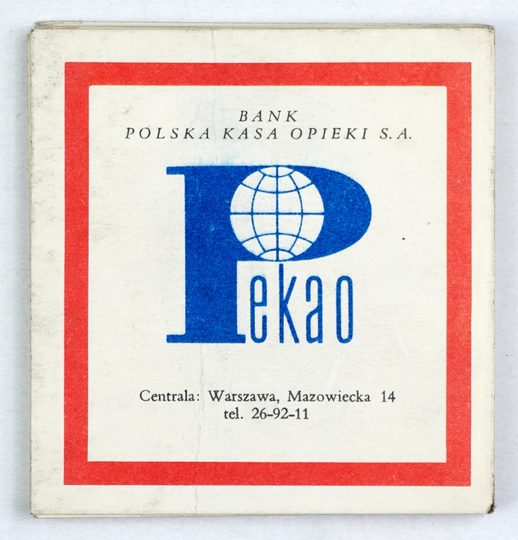 BANK
POLSKA KASA OPIEKI S.A.
Pekao
Centrala: Warszawa, Mazowiecka 14
tel. 26-92-11